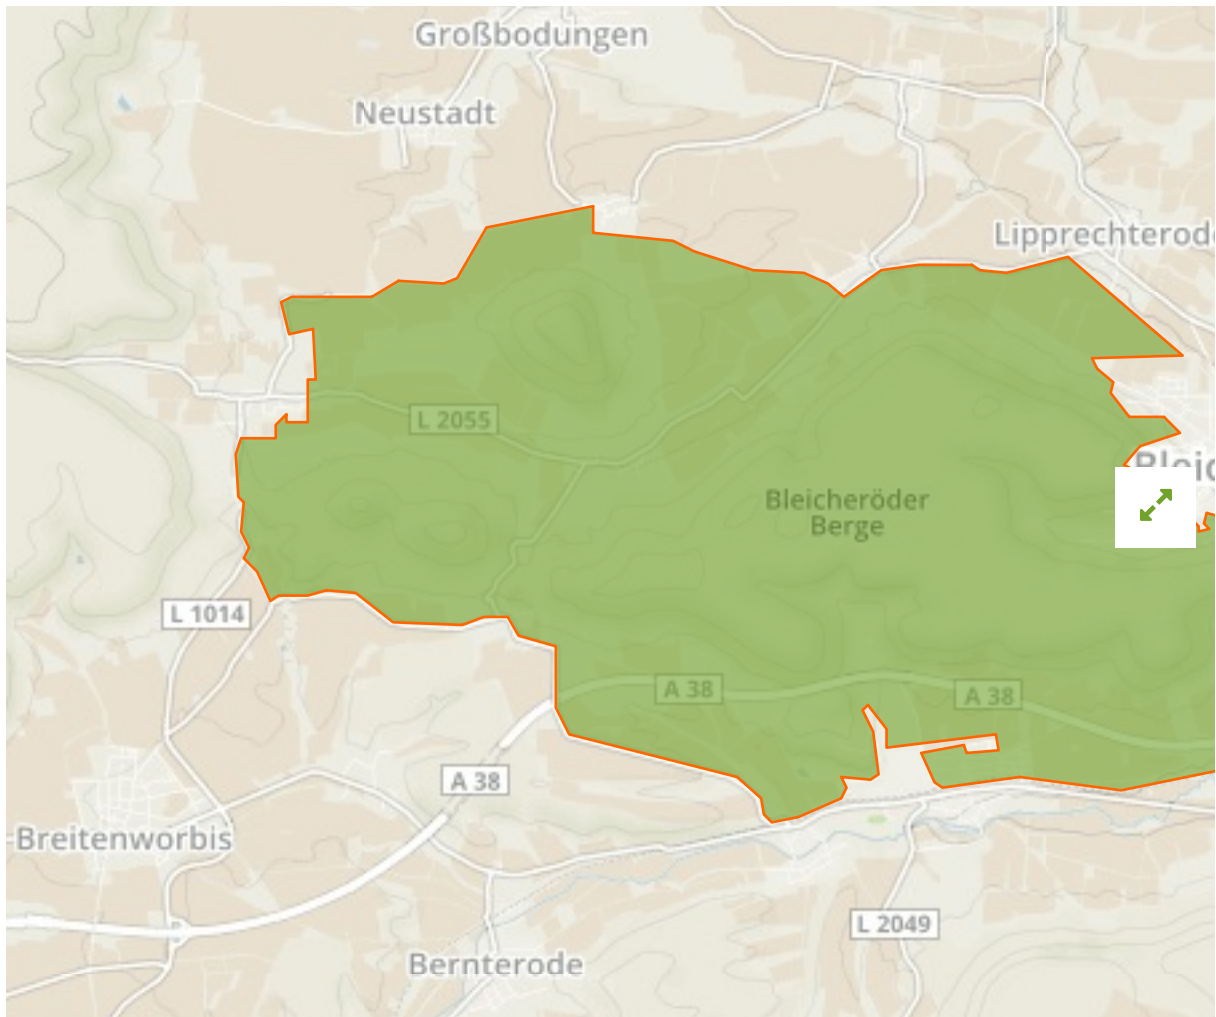 Großbodungen
Neustadt
Lipprechterode
L 2055
Bleicheröder
Berge
L 1014
A 38
A 38
A 38
Breitenworbis
L 2049
Bernterode